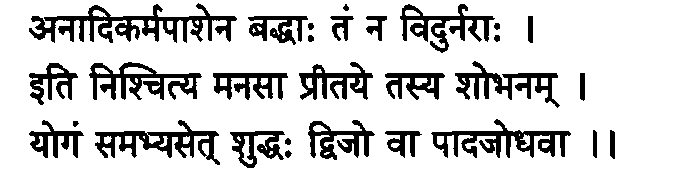 अनादिकर्मपाशेन बद्धाः तं न विदुर्नराः ।
इति निश्चित्य मनसा प्रीतये तस्य शोभनम् ।
योगं समभ्यसेत् शुद्धः द्विजो वा पादजोधवा ।।